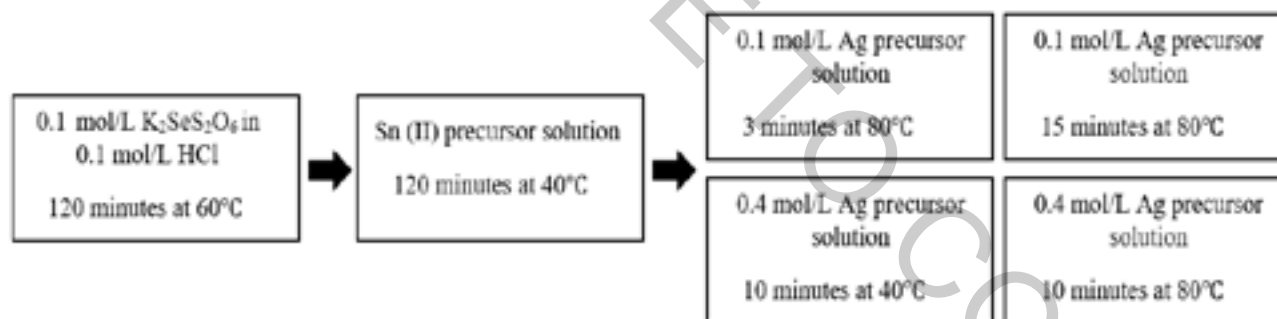 0.1 mol/L K₂SeS₂O₆ in
0.1 mol/L HCl
120 minutes at 60°C
Sn (II) precursor solution
120 minutes at 40°C
0.1 mol/L Ag precursor
solution
3 minutes at 80°C
0.1 mol/L Ag precursor
solution
15 minutes at 80°C
0.4 mol/L Ag precursor
solution
10 minutes at 40°C
0.4 mol/L Ag precursor
solution
10 minutes at 80°C
E TO CO